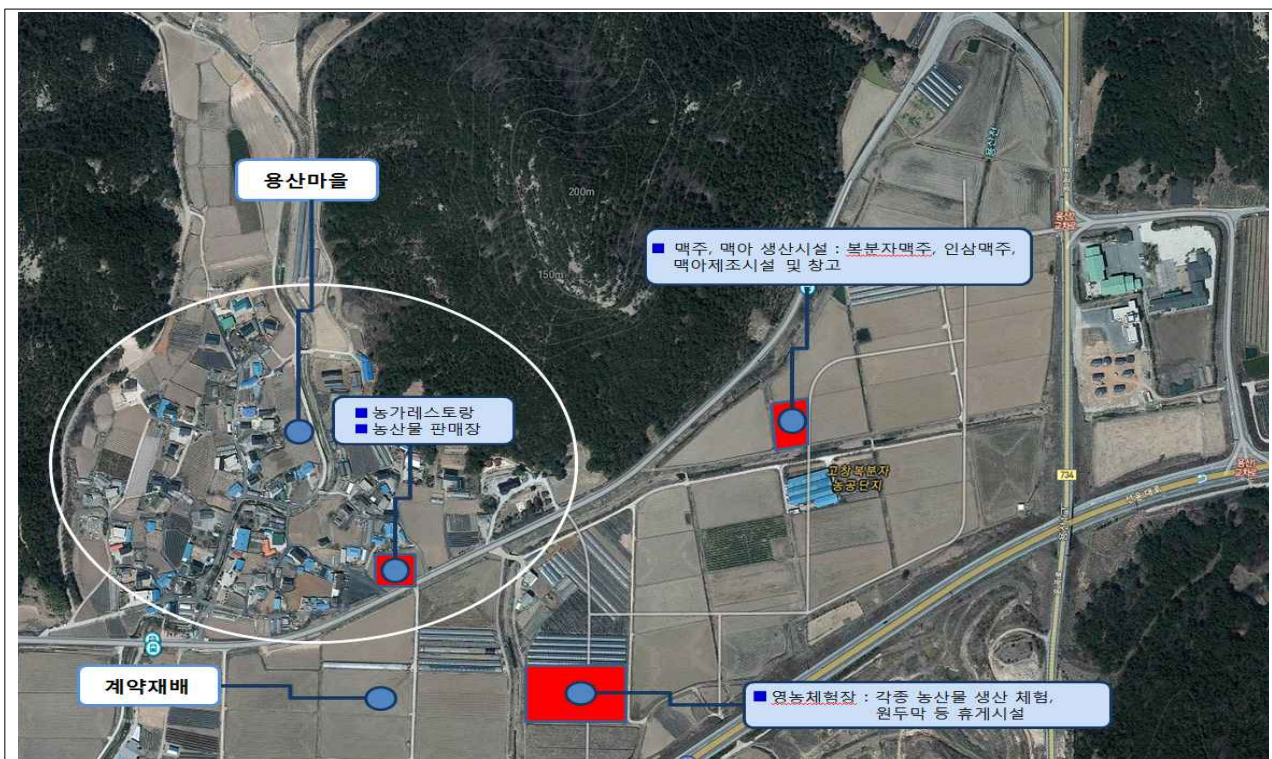 용산마을
200m
■ 맥주, 맥아 생산시설 : 복분자맥주, 인삼맥주,
맥아제조시설 및 창고
150m
■ 농가레스토랑
■ 농산물 판매장
고창복분자
농공단지
734
선운대로
계약재배
■ 영농체험장 : 각종 농산물 생산 체험,
원두막 등 휴게시설